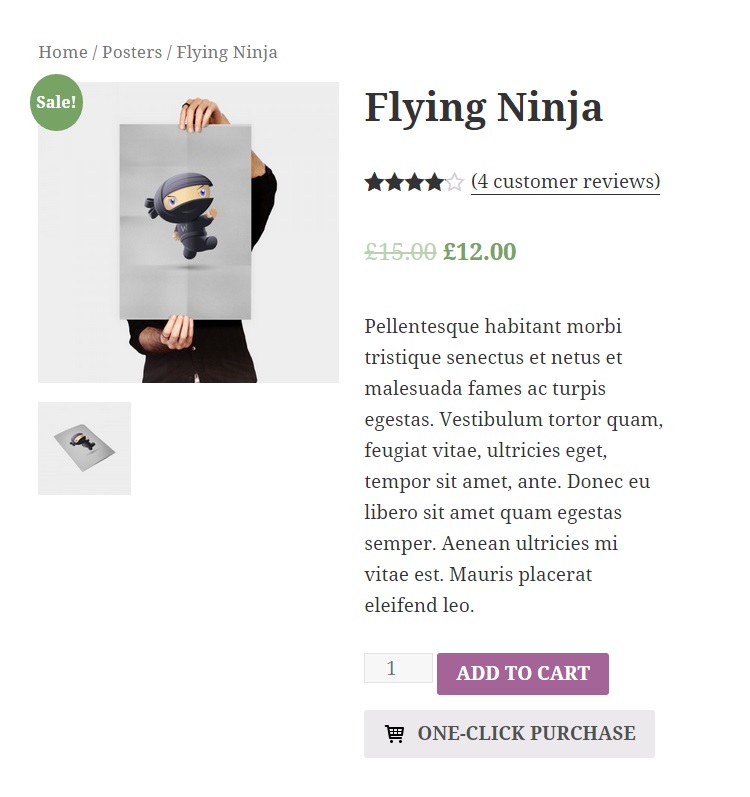 Home / Posters / Flying Ninja
Sale!
Flying Ninja
(4 customer reviews)
£15.00 £12.00
Pellentesque habitant morbi
tristique senectus et netus et
malesuada fames ac turpis
egestas. Vestibulum tortor quam,
feugiat vitae, ultricies eget,
tempor sit amet, ante. Donec eu
libero sit amet quam egestas
semper. Aenean ultricies mi
vitae est. Mauris placerat
eleifend leo.
1 ADD TO CART
ONE-CLICK PURCHASE